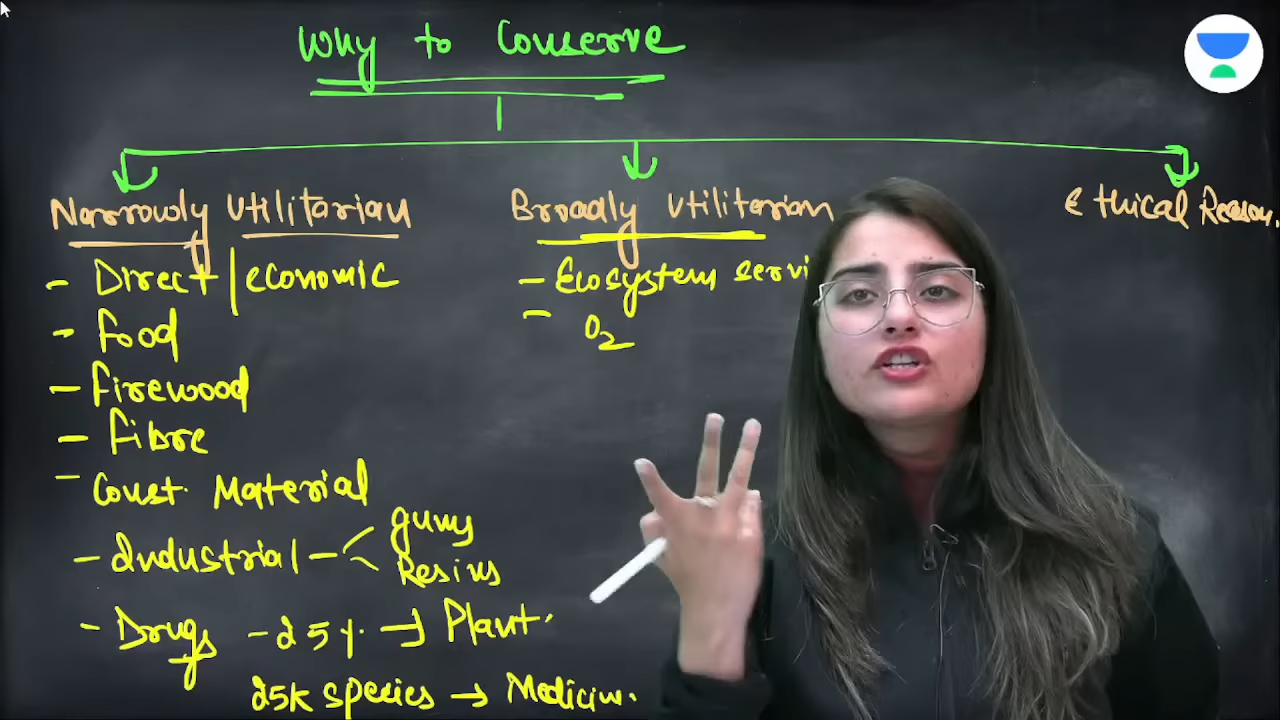 Why to Conserve
Narrowly Utilitarian
- Direct | economic
- Food
- Firewood
- Fibre
- Const. Material
- Industrial - gums
Resins
- Drugs - 25%. → Plant.
25K species → Medicin.
Broadly Utilitarian
- Ecosystem servi
- O2
Ethical Reason.